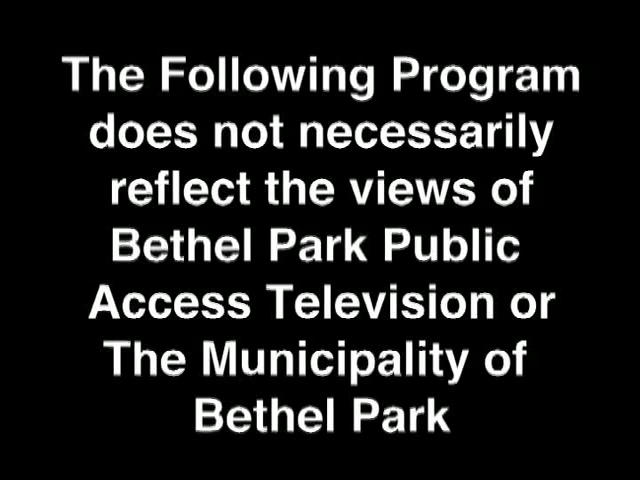 The Following Program
does not necessarily
reflect the views of
Bethel Park Public
Access Television or
The Municipality of
Bethel Park